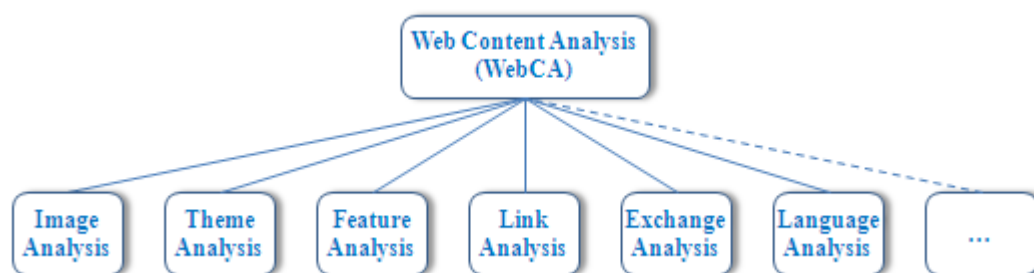 Web Content Analysis
(WebCA)
Image
Analysis
Theme
Analysis
Feature
Analysis
Link
Analysis
Exchange
Analysis
Language
Analysis
...